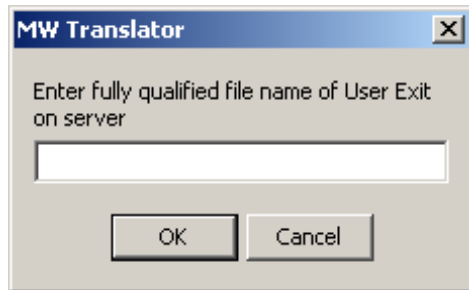 MW Translator
Enter fully qualified file name of User Exit
on server
OK
Cancel